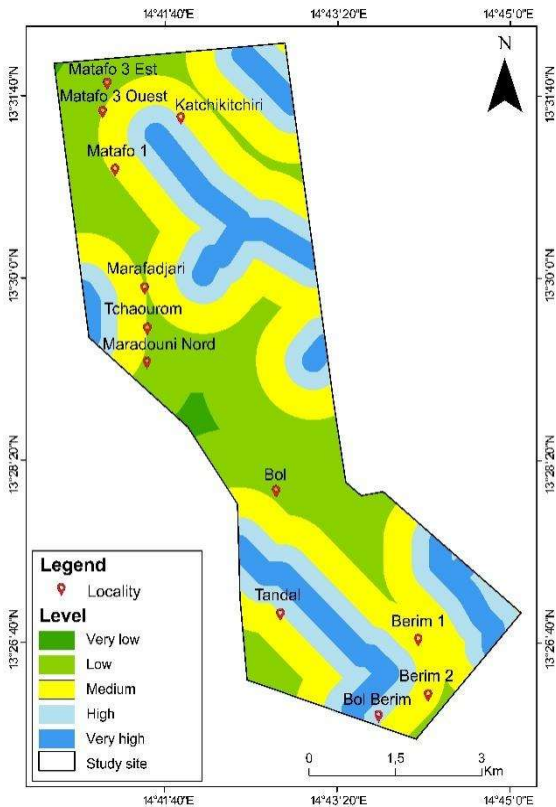 14°41'40"E 14°43'20"E 14°45'0"E
N
13°31'40"N 13°31'40"N
Matafo 3 Est
Matafo 3 Ouest
Katchikitchiri
Matafo 1
13°30'0"N 13°30'0"N
Marafadjari
Tchaourom
Maradouni Nord
13°28'20"N 13°28'20"N
Bol
Legend
Locality
Level
Very low
Low
Medium
High
Very high
Study site
Tandal
Berim 1
13°26'40"N 13°26'40"N
Berim 2
Bol Berim
0 1,5 3
Km
14°41'40"E 14°43'20"E 14°45'0"E